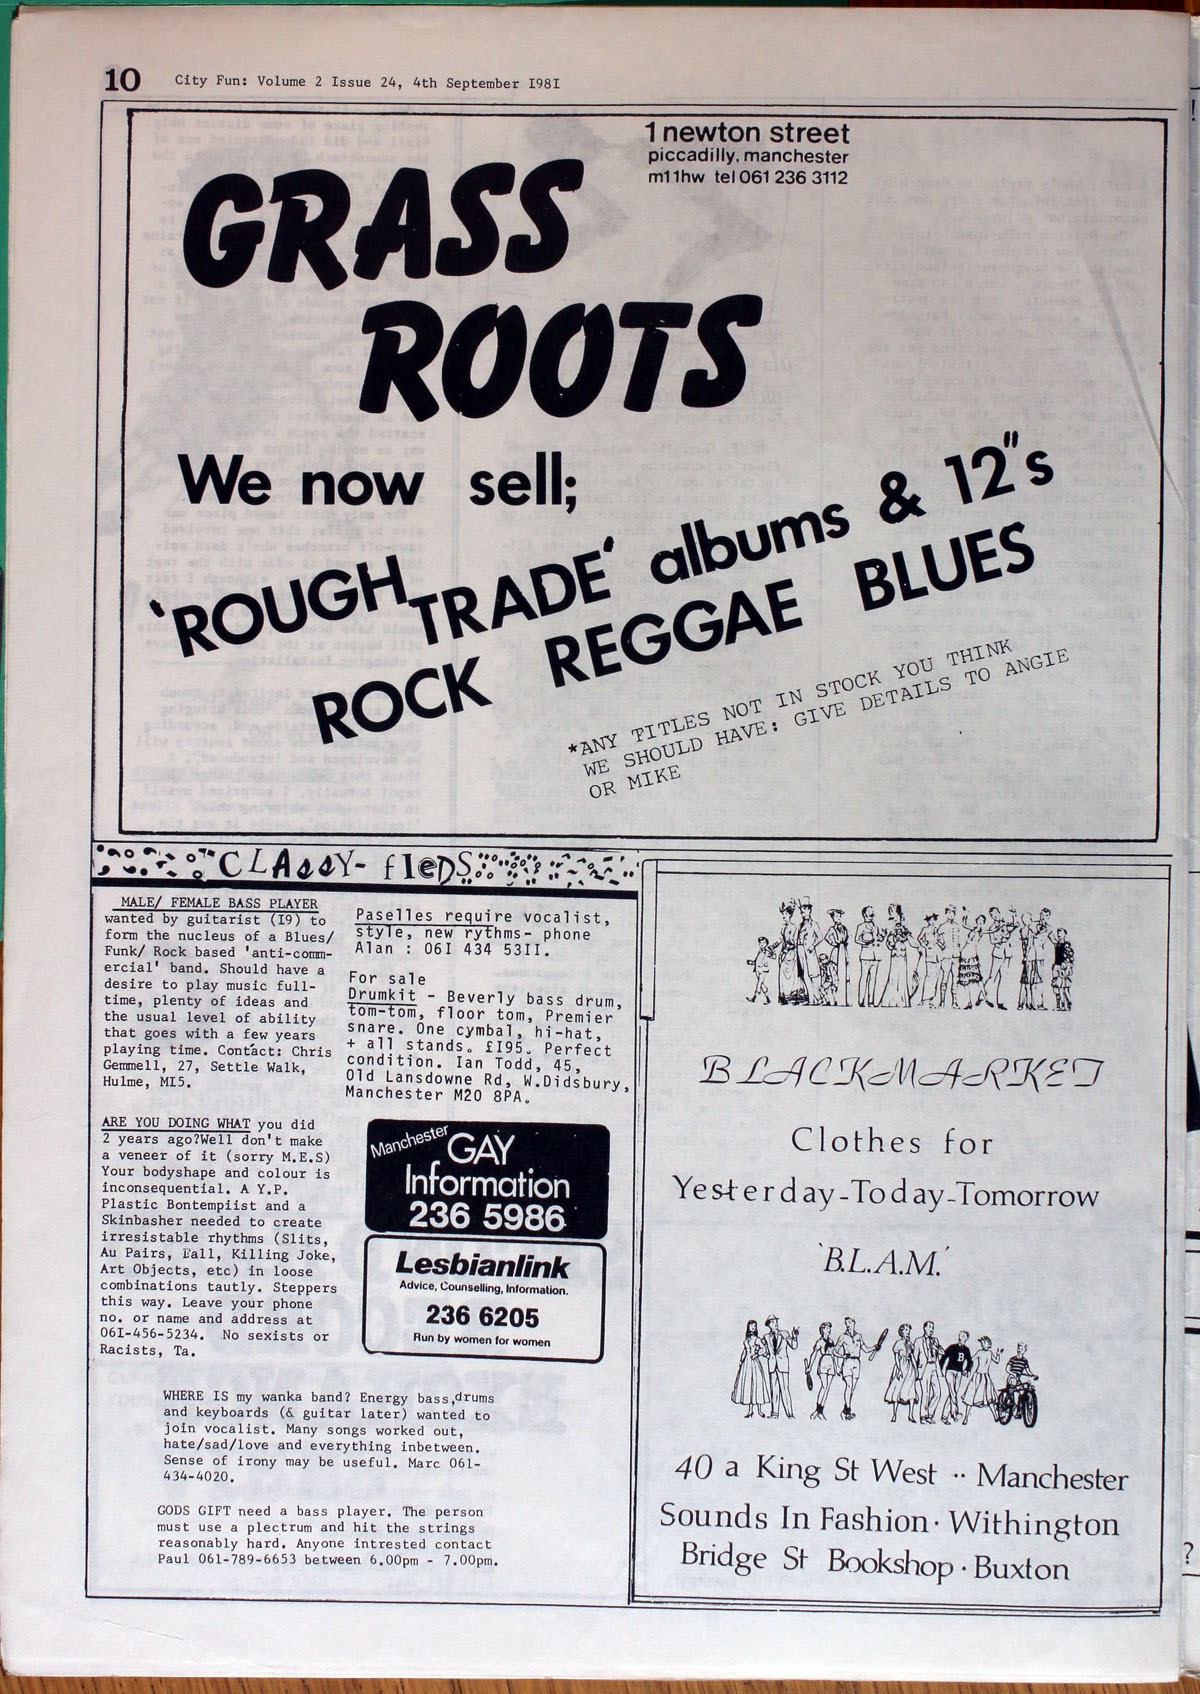 10 City Fun: Volume 2 Issue 24, 4th September I98I
1 newton street
piccadilly, manchester
m11hw tel 061 236 3112
GRASS
ROOTS
We now sell;
'ROUGH TRADE' albums & 12"s
ROCK REGGAE BLUES
*ANY TITLES NOT IN STOCK YOU THINK
WE SHOULD HAVE: GIVE DETAILS TO ANGIE
OR MIKE
CLAssY- fIeDS
MALE/ FEMALE BASS PLAYER
wanted by guitarist (I9) to
form the nucleus of a Blues/
Funk/ Rock based 'anti-comm-
ercial' band. Should have a
desire to play music full-
time, plenty of ideas and
the usual level of ability
that goes with a few years
playing time. Contact: Chris
Gemmell, 27, Settle Walk,
Hulme, MI5.
ARE YOU DOING WHAT you did
2 years ago?Well don't make
a veneer of it (sorry M.E.S)
Your bodyshape and colour is
inconsequential. A Y.P.
Plastic Bontempiist and a
Skinbasher needed to create
irresistable rhythms (Slits,
Au Pairs, Fall, Killing Joke,
Art Objects, etc) in loose
combinations tautly. Steppers
this way. Leave your phone
no. or name and address at
06I-456-5234. No sexists or
Racists, Ta.
Paselles require vocalist,
style, new rythms- phone
Alan : 06I 434 53II.
For sale
Drumkit - Beverly bass drum,
tom-tom, floor tom, Premier
snare. One cymbal, hi-hat,
+ all stands. £I95. Perfect
condition. Ian Todd, 45,
Old Lansdowne Rd, W.Didsbury,
Manchester M20 8PA.
Manchester GAY
Information
236 5986
Lesbianlink
Advice, Counselling, Information.
236 6205
Run by women for women
WHERE IS my wanka band? Energy bass,drums
and keyboards (& guitar later) wanted to
join vocalist. Many songs worked out,
hate/sad/love and everything inbetween.
Sense of irony may be useful. Marc 061-
434-4020.
GODS GIFT need a bass player. The person
must use a plectrum and hit the strings
reasonably hard. Anyone intrested contact
Paul 061-789-6653 between 6.00pm - 7.00pm.
BLACKMARKET
Clothes for
Yesterday-Today-Tomorrow
'B.L.A.M.'
B
40 a King St West ·· Manchester
Sounds In Fashion · Withington
Bridge St Bookshop · Buxton